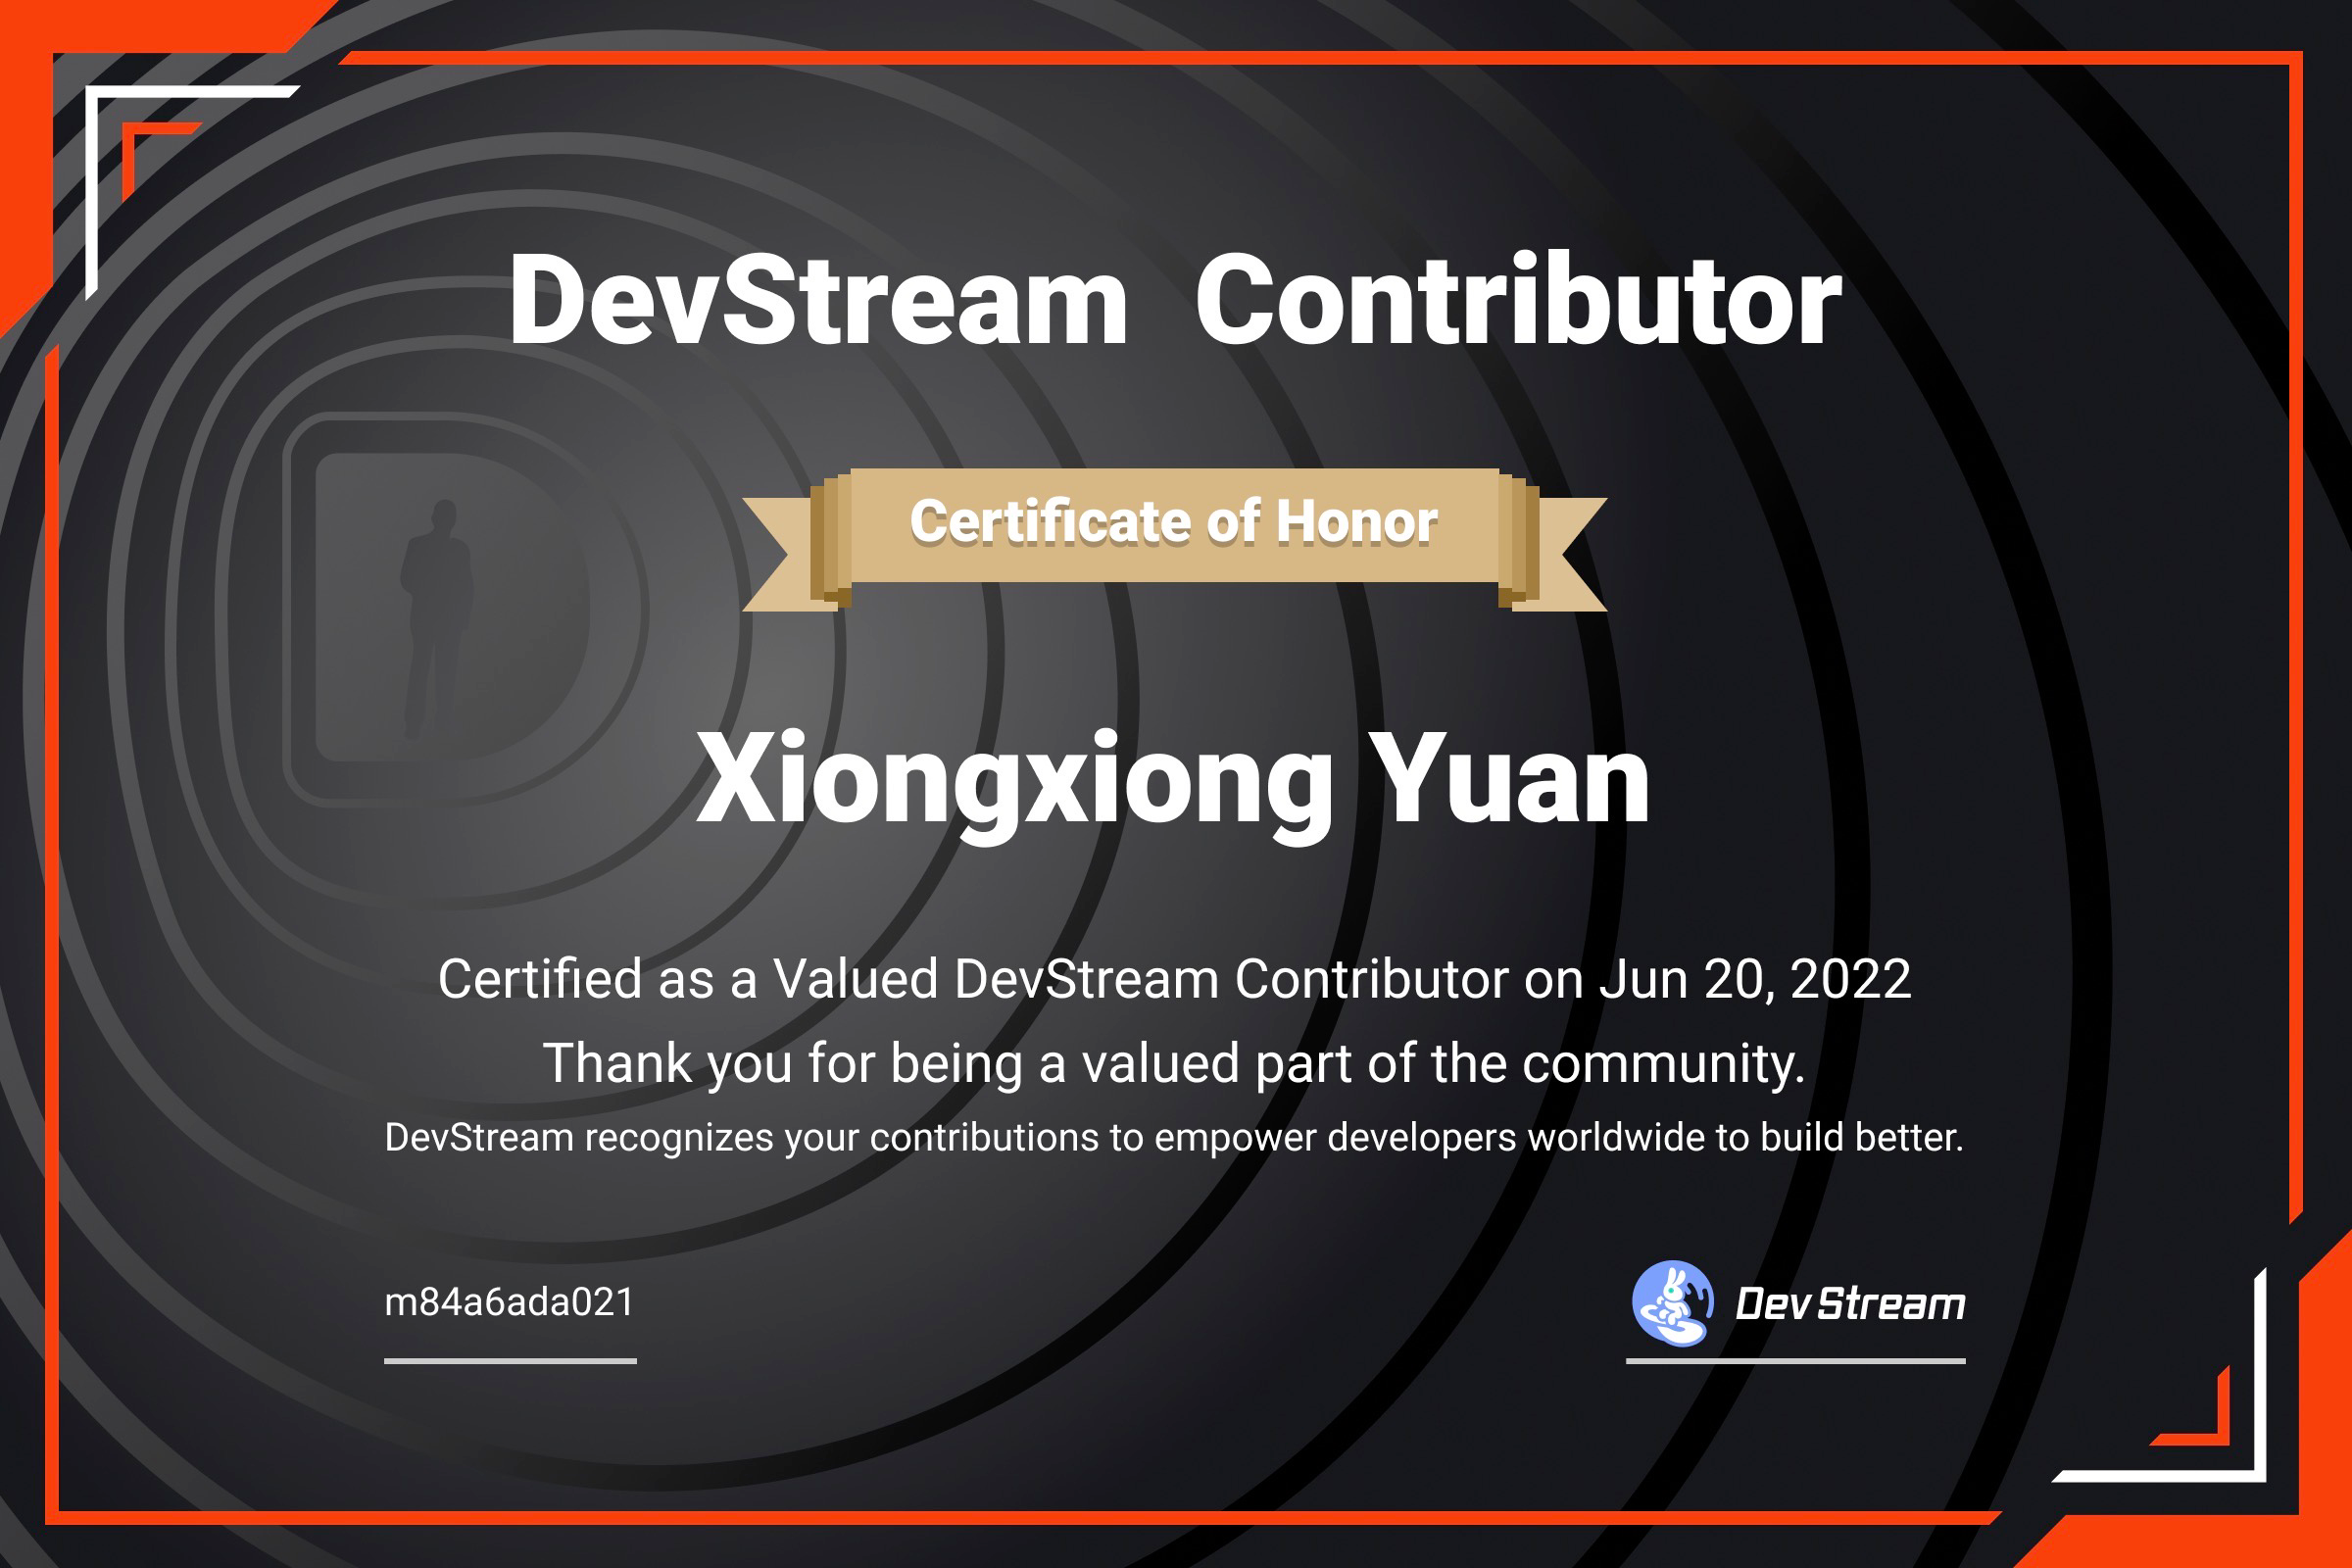 DevStream Contributor
Certificate of Honor
Xiongxiong Yuan
Certified as a Valued DevStream Contributor on Jun 20, 2022
Thank you for being a valued part of the community.
DevStream recognizes your contributions to empower developers worldwide to build better.
m84a6ada021
DevStream